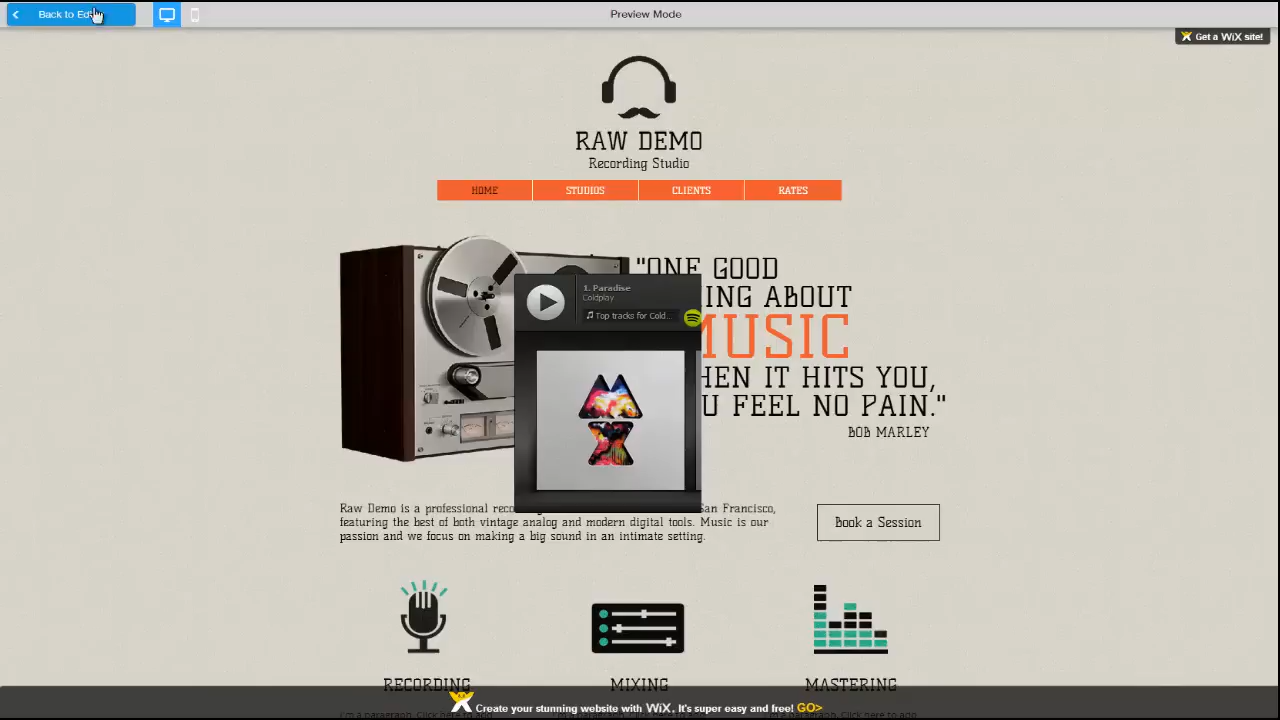 Back to Ed
Preview Mode
Get a WiX site!
RAW DEMO
Recording Studio
HOME
STUDIOS
CLIENTS
RATES
"ONE GOOD
ING ABOUT
MUSIC
HEN IT HITS YOU,
U FEEL NO PAIN."
BOB MARLEY
1. Paradise
Coldplay
Top tracks for Cold...
Raw Demo is a professional reco San Francisco,
featuring the best of both vintage analog and modern digital tools. Music is our
passion and we focus on making a big sound in an intimate setting.
Book a Session
RECORDING
MIXING
MASTERING
Create your stunning website with WiX. It's super easy and free! GO>